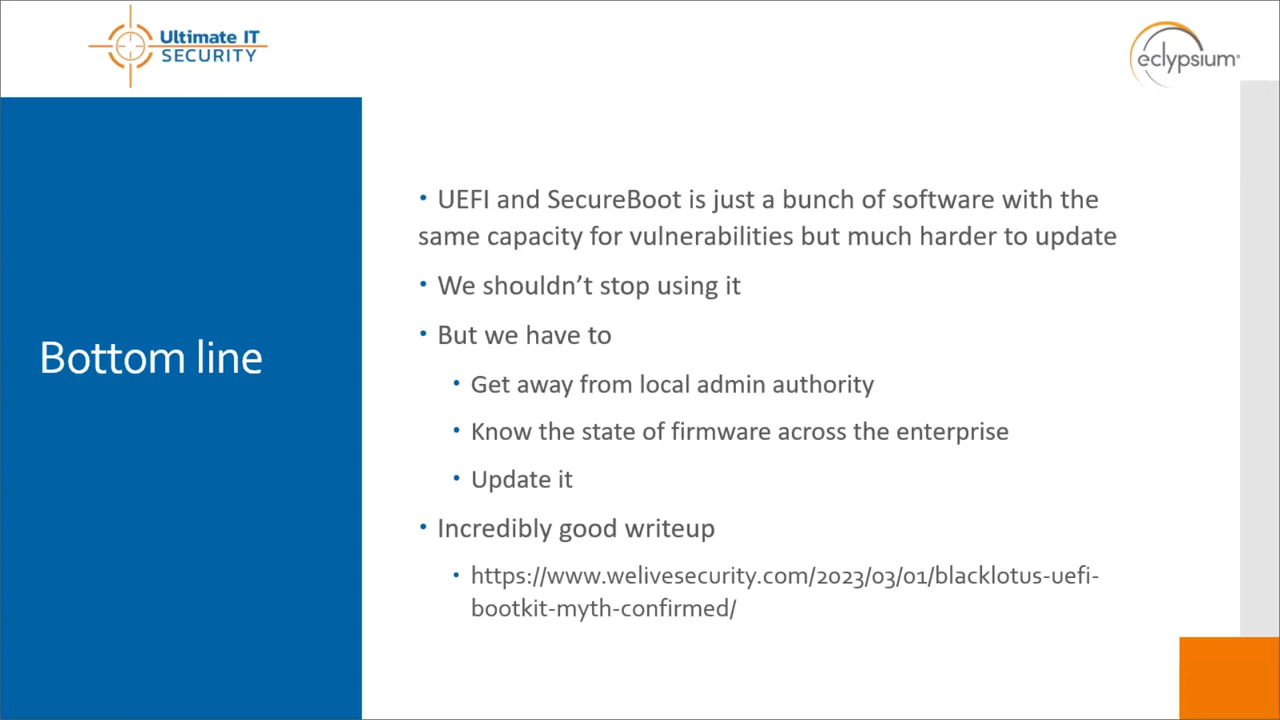 Ultimate IT
SECURITY
eclypsium®
Bottom line
• UEFI and SecureBoot is just a bunch of software with the
same capacity for vulnerabilities but much harder to update
• We shouldn’t stop using it
• But we have to
• Get away from local admin authority
• Know the state of firmware across the enterprise
• Update it
• Incredibly good writeup
• https://www.welivesecurity.com/2023/03/01/blacklotus-uefi-
bootkit-myth-confirmed/